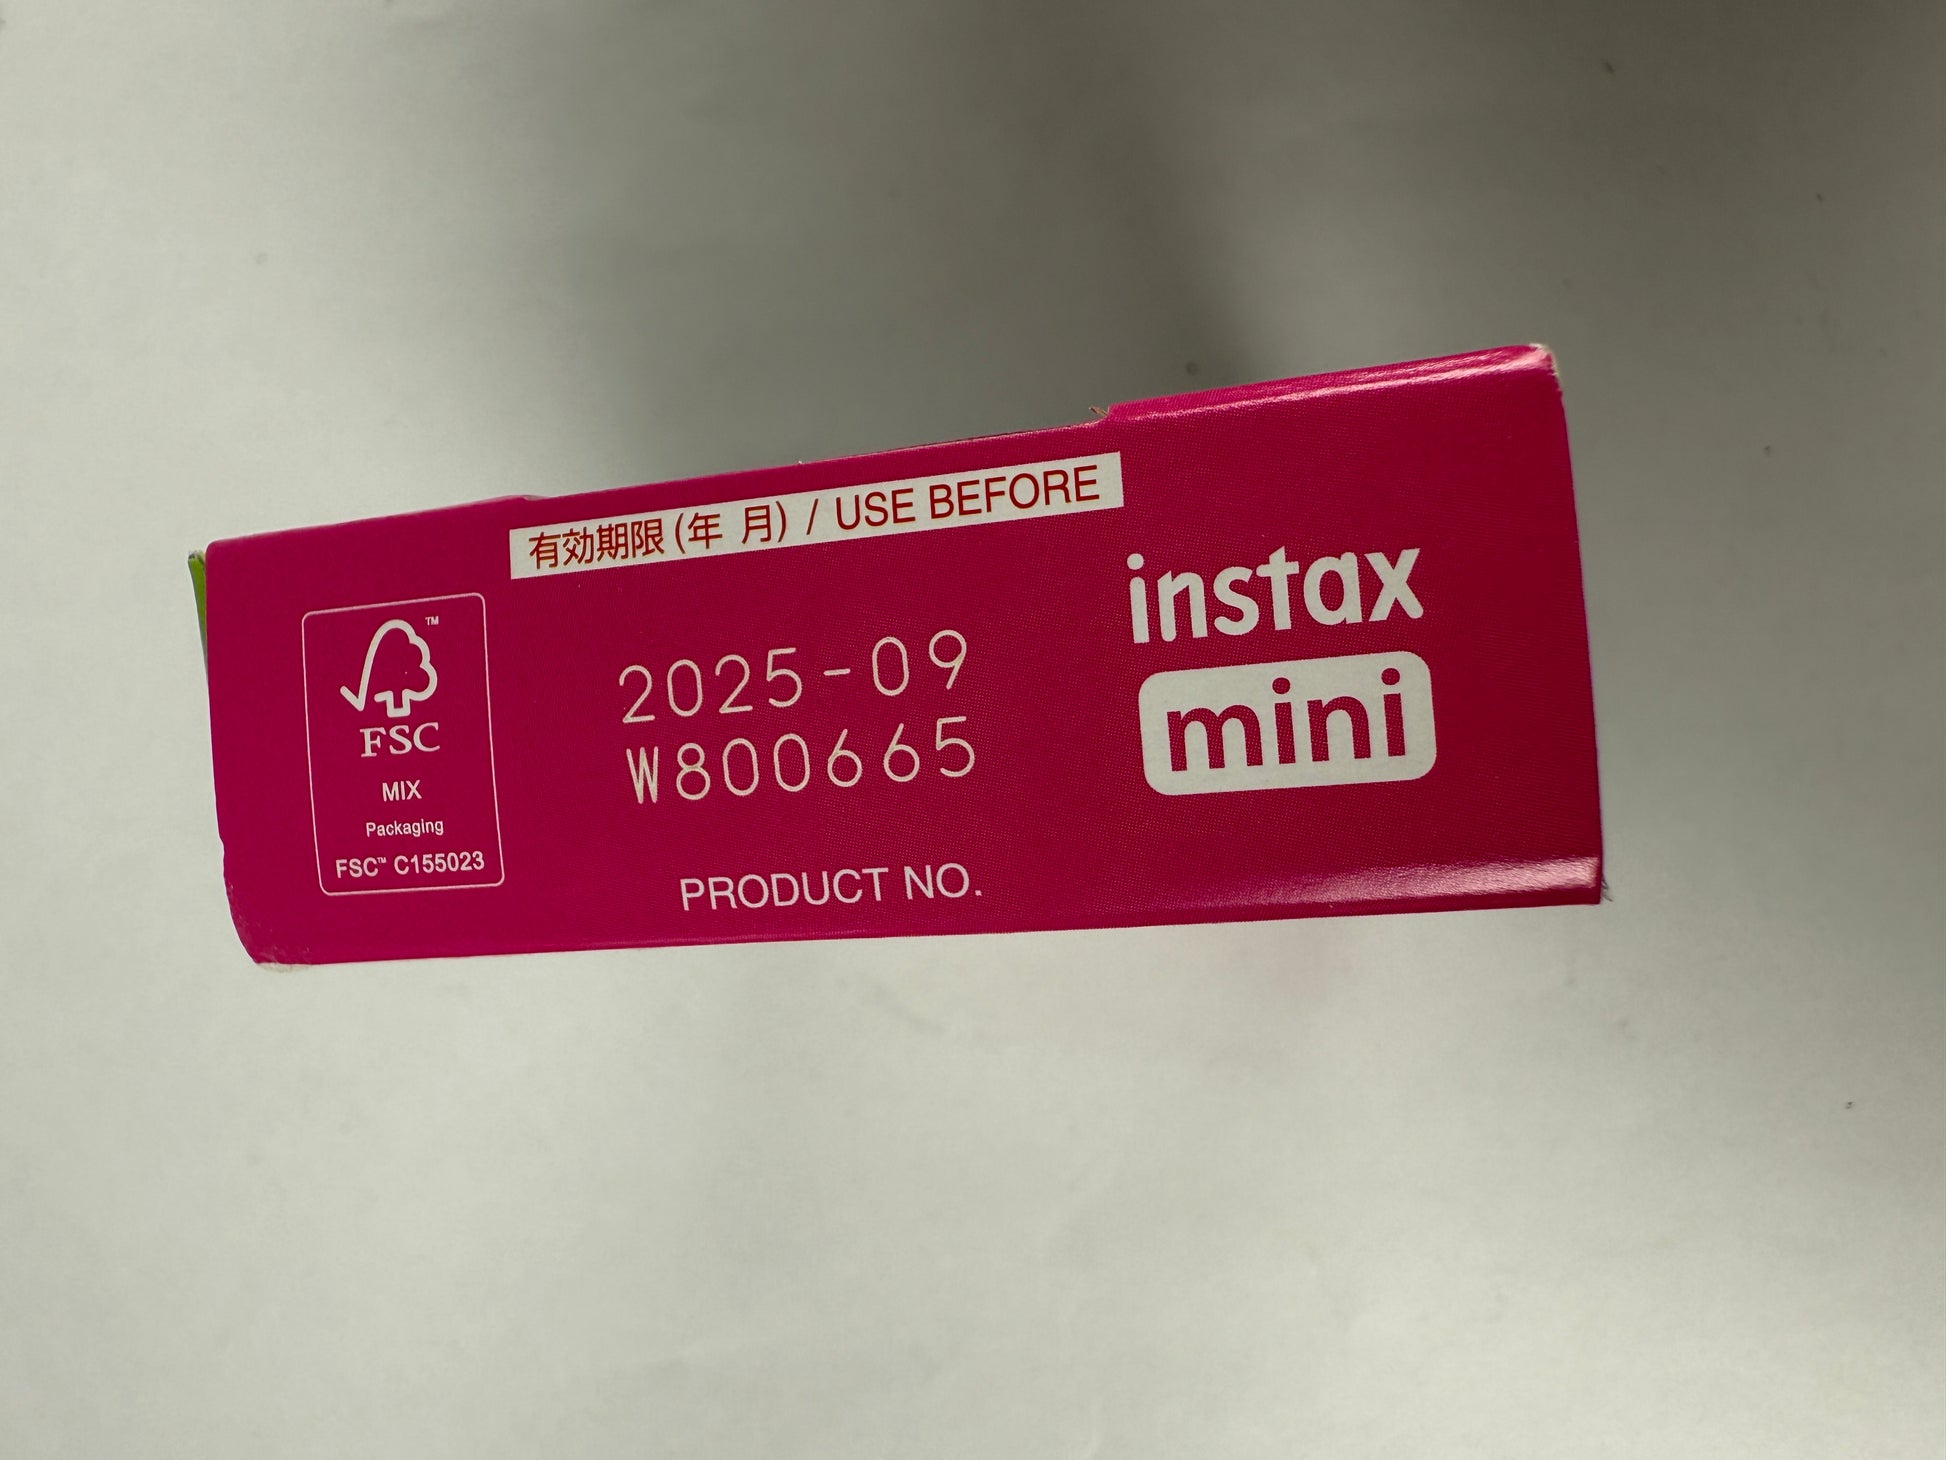 有効期限(年 月) / USE BEFORE
2025-09
W800665
PRODUCT NO.
instax
mini
TM
FSC
MIX
Packaging
FSC™ C155023